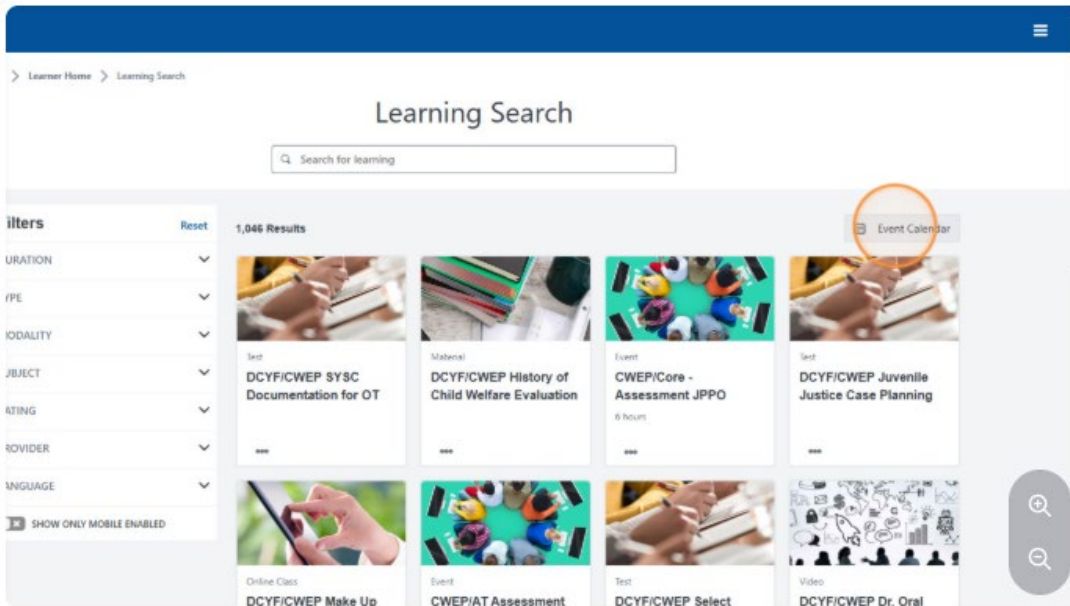 Learner Home Learning Search
Learning Search
Search for learning
ilters Reset
1,046 Results
Event Calendar
URATION
YPE
ODALITY
UBJECT
ATING
ROVIDER
ANGUAGE
SHOW ONLY MOBILE ENABLED
Test
DCYF/CWEP SYSC
Documentation for OT
Material
DCYF/CWEP History of
Child Welfare Evaluation
Event
CWEP/Core -
Assessment JPPO
6 hours
Test
DCYF/CWEP Juvenile
Justice Case Planning
Online Class
DCYF/CWEP Make Up
Event
CWEP/AT Assessment
Test
DCYF/CWEP Select
Video
DCYF/CWEP Dr. Oral